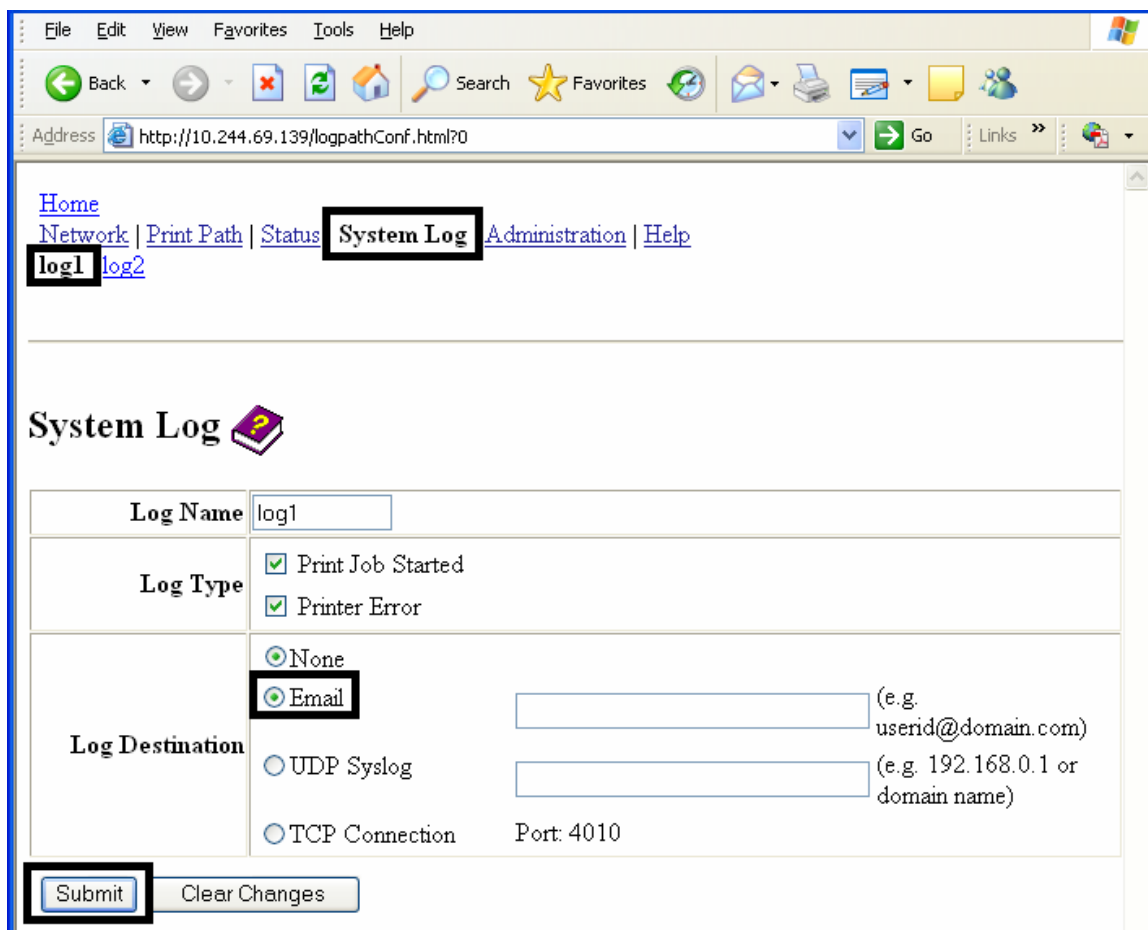 File Edit View Favorites Tools Help
Back Search Favorites
Address http://10.244.69.139/logpathConf.html?0 Go Links »
Home
Network | Print Path | Status System Log Administration | Help
log1 log2
System Log
Log Name log1
Log Type Print Job Started
Printer Error
Log Destination None
Email (e.g.
userid@domain.com)
UDP Syslog (e.g. 192.168.0.1 or
domain name)
TCP Connection Port: 4010
Submit Clear Changes